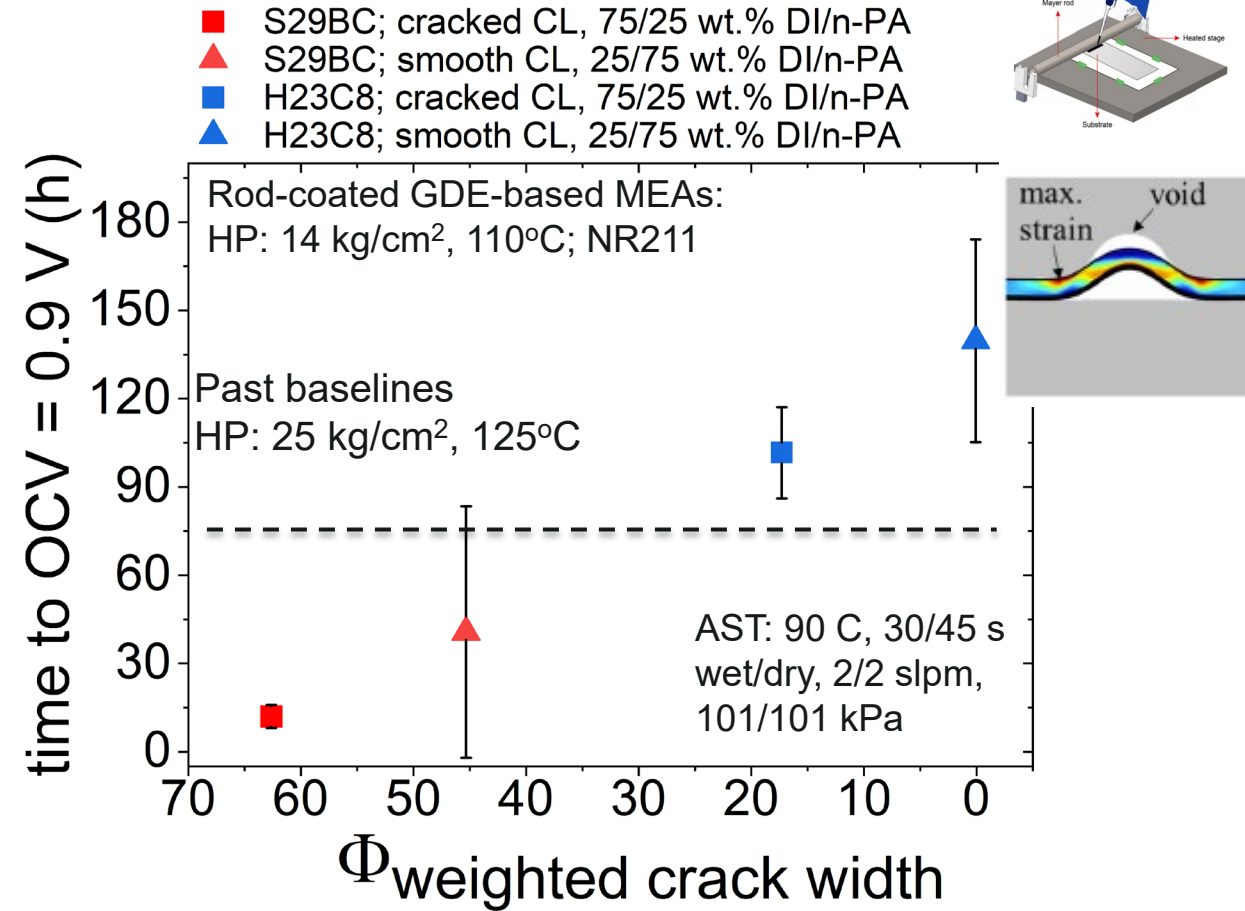 S29BC; cracked CL, 75/25 wt.% DI/n-PA
S29BC; smooth CL, 25/75 wt.% DI/n-PA
H23C8; cracked CL, 75/25 wt.% DI/n-PA
H23C8; smooth CL, 25/75 wt.% DI/n-PA
Mayer rod
Heated stage
Substrate
time to OCV = 0.9 V (h)
180
150
120
90
60
30
0
Rod-coated GDE-based MEAs:
HP: 14 kg/cm², 110°C; NR211
Past baselines
HP: 25 kg/cm², 125°C
AST: 90 C, 30/45 s
wet/dry, 2/2 slpm,
101/101 kPa
max.
strain
void
70 60 50 40 30 20 10 0
Φweighted crack width